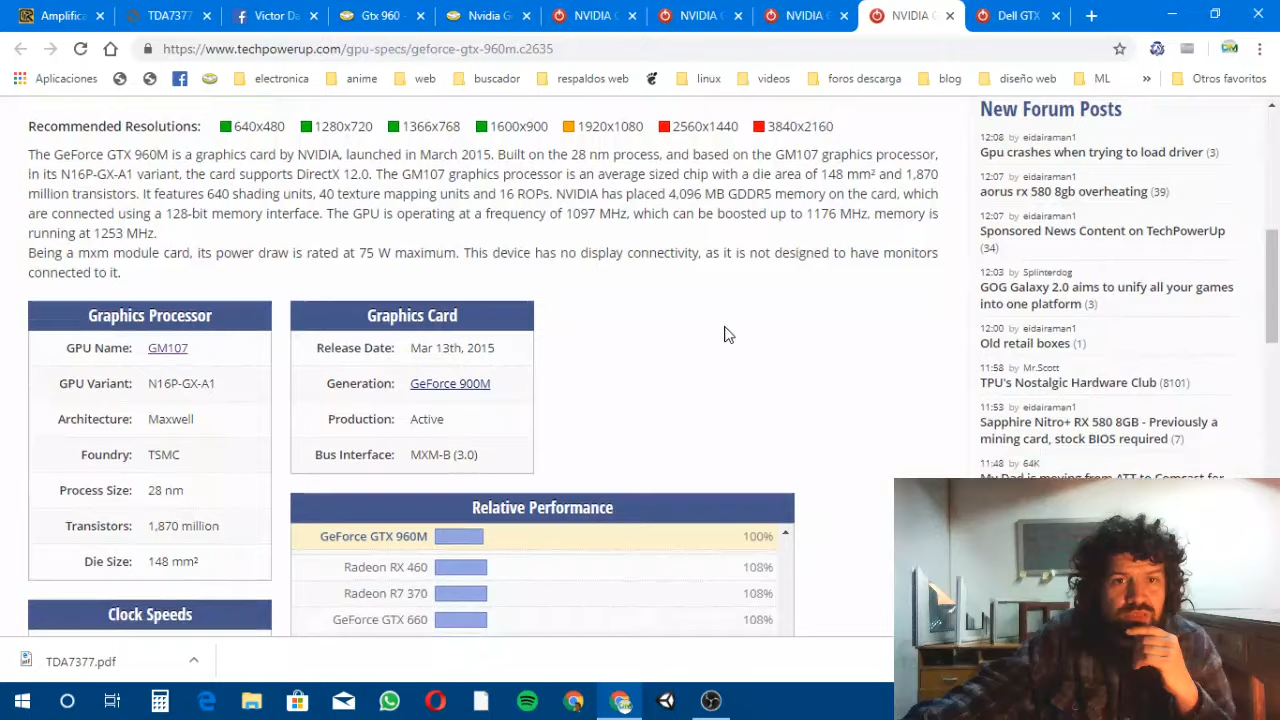 Amplifica
TDA7377
Victor Da
Gtx 960 -
Nvidia G
NVIDIA
NVIDIA G
NVIDIA
NVIDIA G
Dell GTX
https://www.techpowerup.com/gpu-specs/geforce-gtx-960m.c2635
Aplicaciones
electronica
anime
web
buscador
respaldos web
linux
videos
foros descarga
blog
diseño web
ML
»
Otros favoritos
Recommended Resolutions: 640x480 1280x720 1366x768 1600x900 1920x1080 2560x1440 3840x2160
The GeForce GTX 960M is a graphics card by NVIDIA, launched in March 2015. Built on the 28 nm process, and based on the GM107 graphics processor,
in its N16P-GX-A1 variant, the card supports DirectX 12.0. The GM107 graphics processor is an average sized chip with a die area of 148 mm² and 1,870
million transistors. It features 640 shading units, 40 texture mapping units and 16 ROPs. NVIDIA has placed 4,096 MB GDDR5 memory on the card, which
are connected using a 128-bit memory interface. The GPU is operating at a frequency of 1097 MHz, which can be boosted up to 1176 MHz, memory is
running at 1253 MHz.
Being a mxm module card, its power draw is rated at 75 W maximum. This device has no display connectivity, as it is not designed to have monitors
connected to it.
Graphics Processor
GPU Name: GM107
GPU Variant: N16P-GX-A1
Architecture: Maxwell
Foundry: TSMC
Process Size: 28 nm
Transistors: 1,870 million
Die Size: 148 mm²
Clock Speeds
Graphics Card
Release Date: Mar 13th, 2015
Generation: GeForce 900M
Production: Active
Bus Interface: MXM-B (3.0)
Relative Performance
GeForce GTX 960M 100%
Radeon RX 460 108%
Radeon R7 370 108%
GeForce GTX 660 108%
New Forum Posts
12:08 by eidairaman1
Gpu crashes when trying to load driver (3)
12:07 by eidairaman1
aorus rx 580 8gb overheating (39)
12:07 by eidairaman1
Sponsored News Content on TechPowerUp
(34)
12:03 by Splinterdog
GOG Galaxy 2.0 aims to unify all your games
into one platform (3)
12:00 by eidairaman1
Old retail boxes (1)
11:58 by Mr.Scott
TPU's Nostalgic Hardware Club (8101)
11:53 by eidairaman1
Sapphire Nitro+ RX 580 8GB - Previously a
mining card, stock BIOS required (7)
11:48 by 64K
My Dad is moving from ATT to Comcast for
TDA7377.pdf